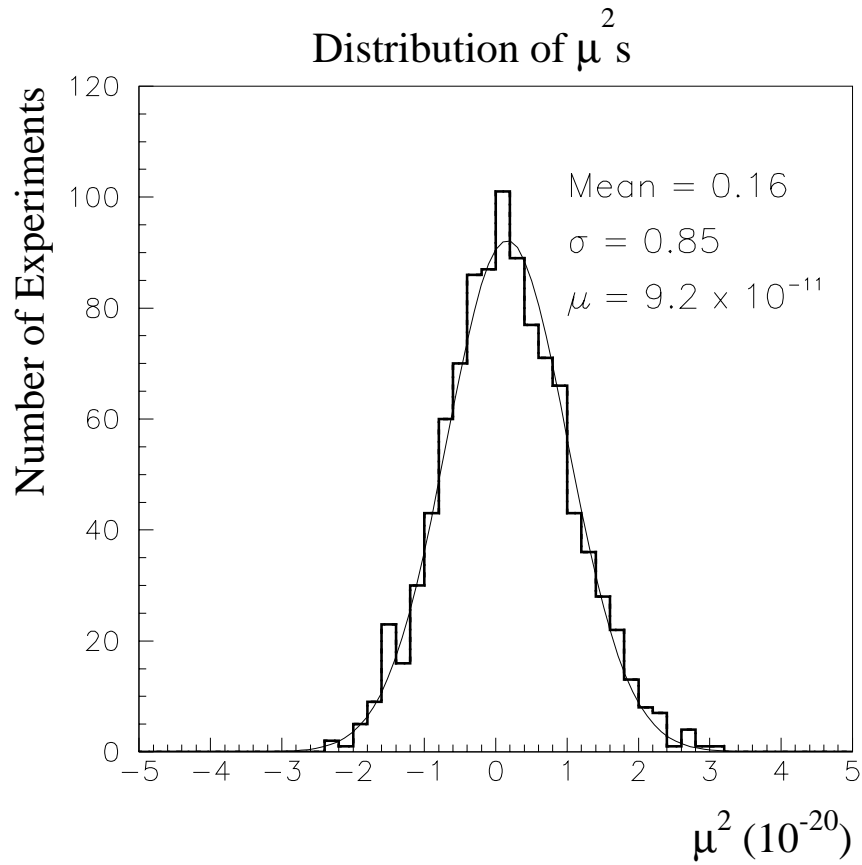 Distribution of μ²s
Number of Experiments
120
100
80
60
40
20
0
Mean = 0.16
σ = 0.85
μ = 9.2 x 10⁻¹¹
−5 −4 −3 −2 −1 0 1 2 3 4 5
μ² (10⁻²⁰)